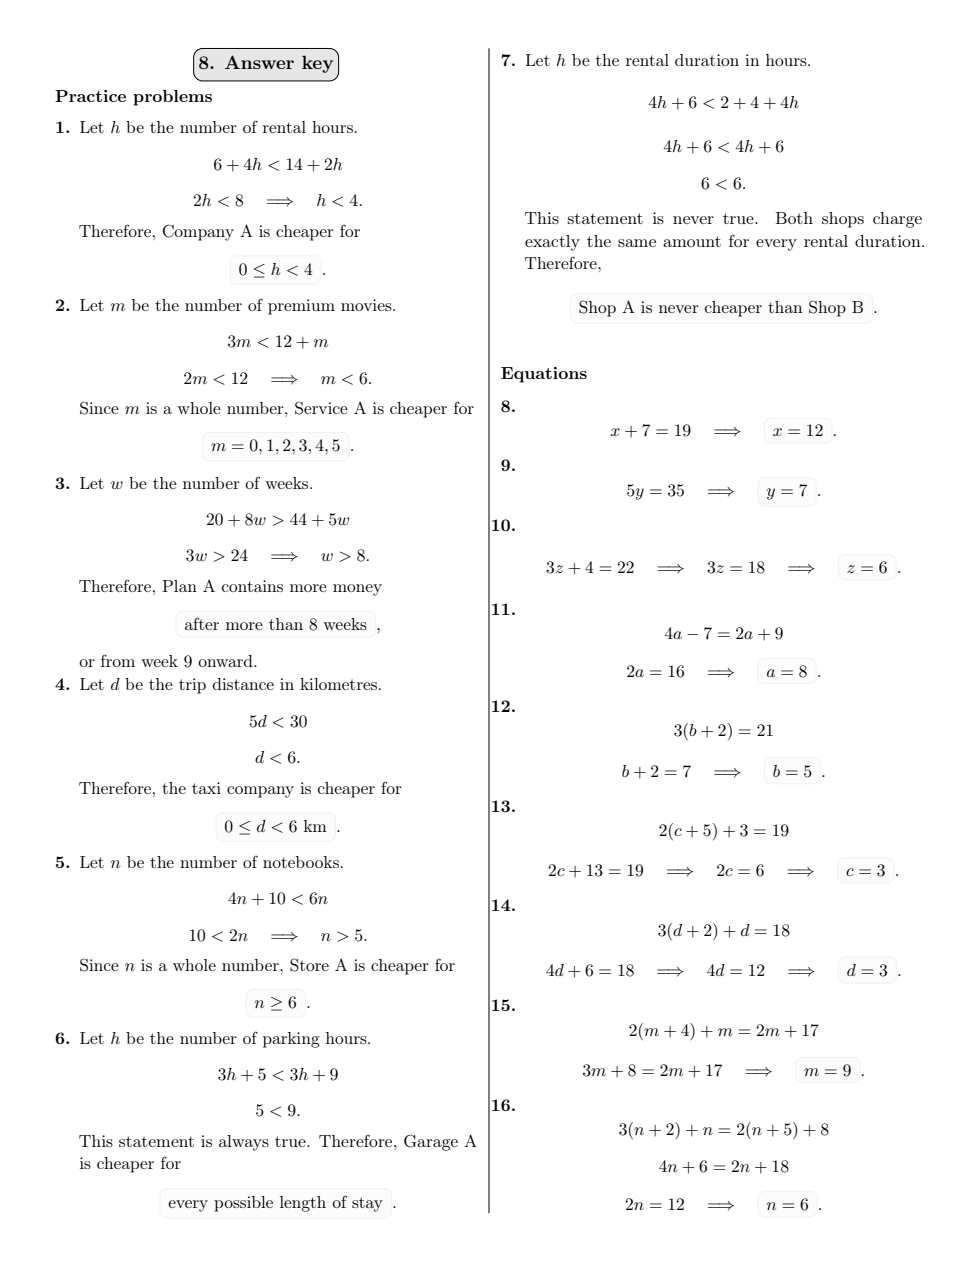 8. Answer key
Practice problems
1. Let h be the number of rental hours.
6 + 4h < 14 + 2h
2h < 8 ⟹ h < 4.
Therefore, Company A is cheaper for
0 ≤ h < 4 .
2. Let m be the number of premium movies.
3m < 12 + m
2m < 12 ⟹ m < 6.
Since m is a whole number, Service A is cheaper for
m = 0, 1, 2, 3, 4, 5 .
3. Let w be the number of weeks.
20 + 8w > 44 + 5w
3w > 24 ⟹ w > 8.
Therefore, Plan A contains more money
after more than 8 weeks ,
or from week 9 onward.
4. Let d be the trip distance in kilometres.
5d < 30
d < 6.
Therefore, the taxi company is cheaper for
0 ≤ d < 6 km .
5. Let n be the number of notebooks.
4n + 10 < 6n
10 < 2n ⟹ n > 5.
Since n is a whole number, Store A is cheaper for
n ≥ 6 .
6. Let h be the number of parking hours.
3h + 5 < 3h + 9
5 < 9.
This statement is always true. Therefore, Garage A
is cheaper for
every possible length of stay .
7. Let h be the rental duration in hours.
4h + 6 < 2 + 4 + 4h
4h + 6 < 4h + 6
6 < 6.
This statement is never true. Both shops charge
exactly the same amount for every rental duration.
Therefore,
Shop A is never cheaper than Shop B .
Equations
8.
x + 7 = 19 ⟹ x = 12 .
9.
5y = 35 ⟹ y = 7 .
10.
3z + 4 = 22 ⟹ 3z = 18 ⟹ z = 6 .
11.
4a − 7 = 2a + 9
2a = 16 ⟹ a = 8 .
12.
3(b + 2) = 21
b + 2 = 7 ⟹ b = 5 .
13.
2(c + 5) + 3 = 19
2c + 13 = 19 ⟹ 2c = 6 ⟹ c = 3 .
14.
3(d + 2) + d = 18
4d + 6 = 18 ⟹ 4d = 12 ⟹ d = 3 .
15.
2(m + 4) + m = 2m + 17
3m + 8 = 2m + 17 ⟹ m = 9 .
16.
3(n + 2) + n = 2(n + 5) + 8
4n + 6 = 2n + 18
2n = 12 ⟹ n = 6 .